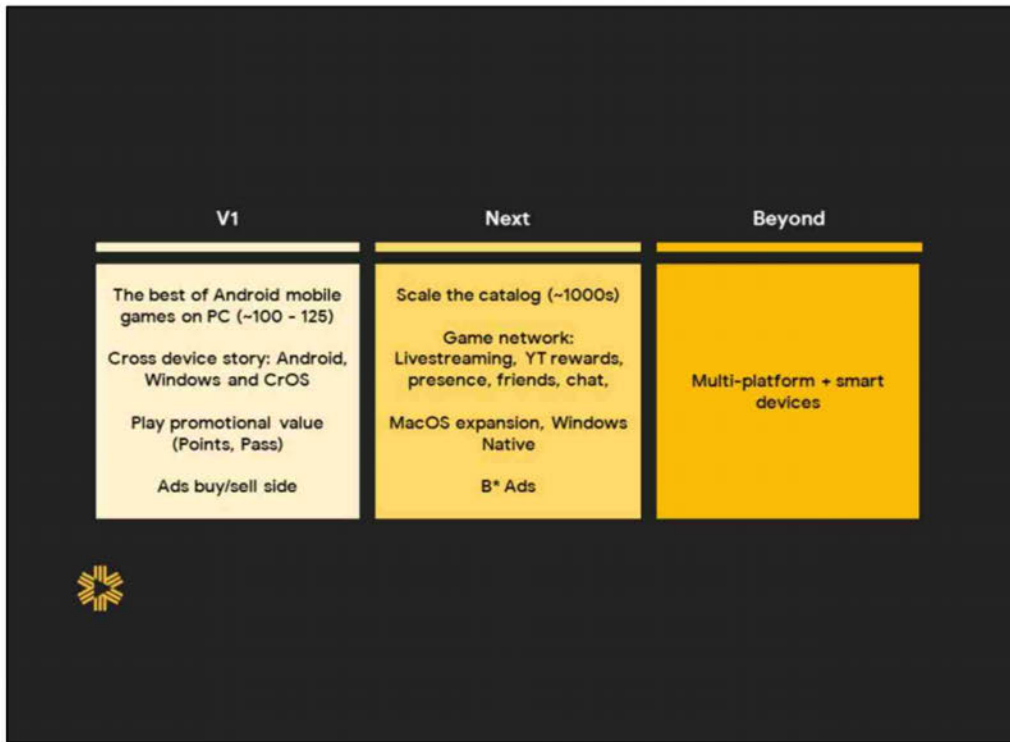 V1
The best of Android mobile
games on PC (~100 - 125)
Cross device story: Android,
Windows and CrOS
Play promotional value
(Points, Pass)
Ads buy/sell side
Next
Scale the catalog (~1000s)
Game network:
Livestreaming, YT rewards,
presence, friends, chat,
MacOS expansion, Windows
Native
B* Ads
Beyond
Multi-platform + smart
devices